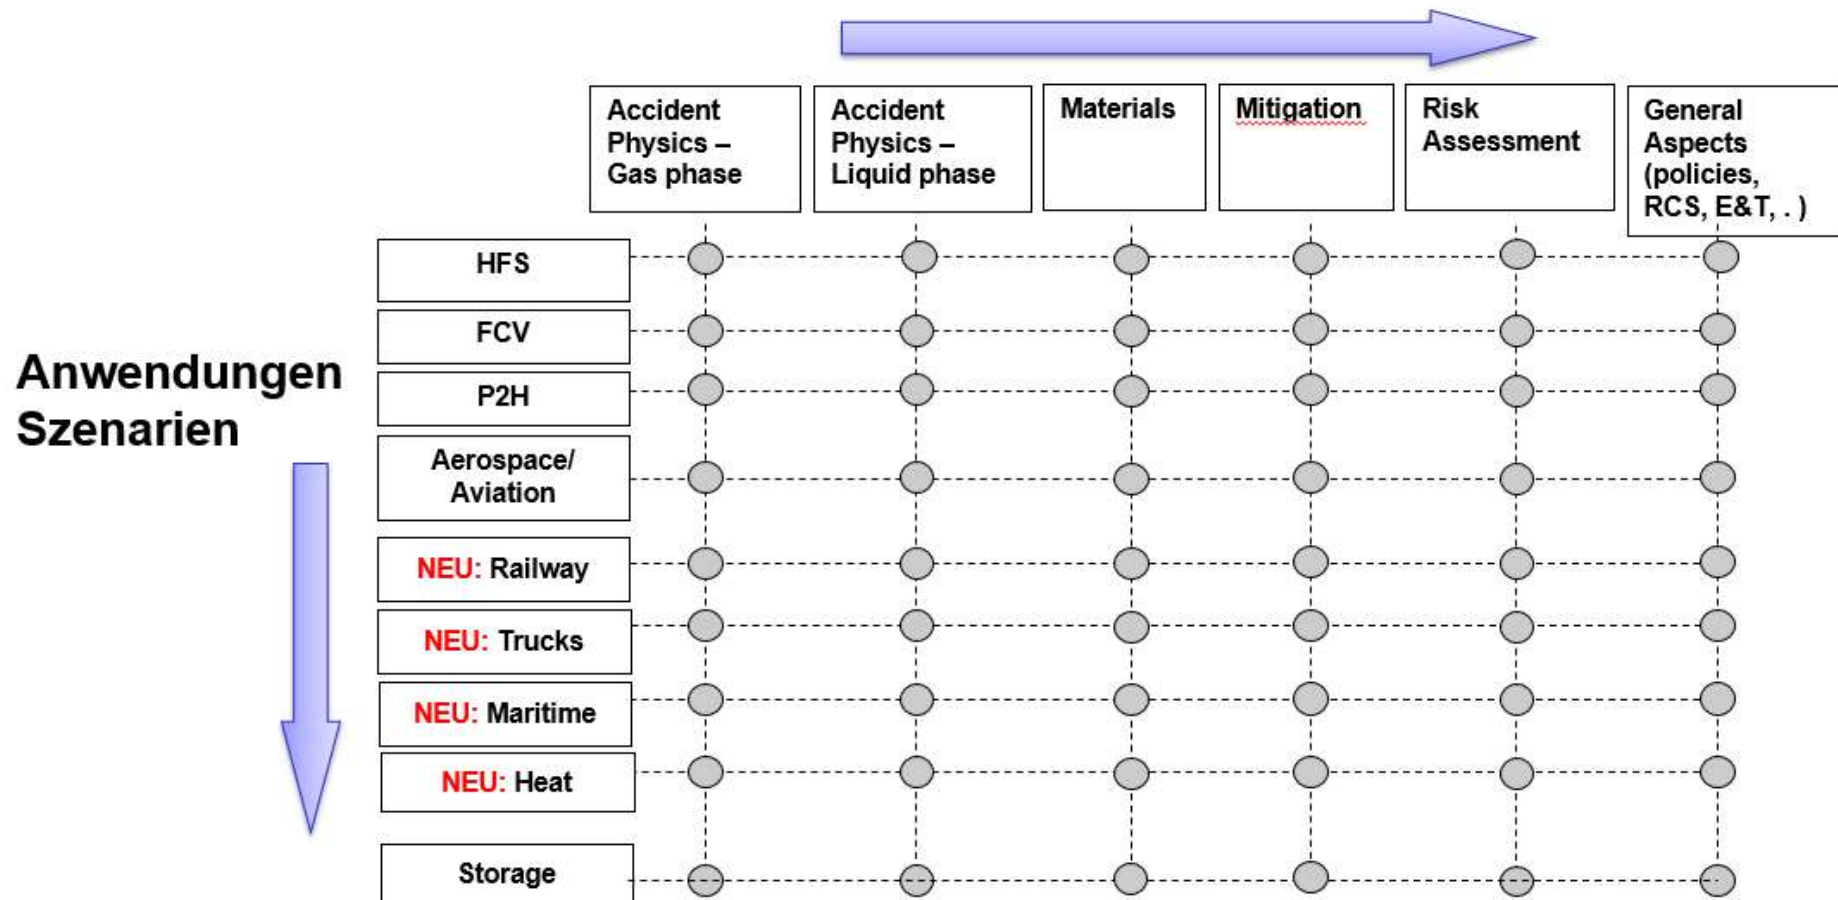 Accident
Physics –
Gas phase
Accident
Physics –
Liquid phase
Materials
Mitigation
Risk
Assessment
General
Aspects
(policies,
RCS, E&T, . )
Anwendungen
Szenarien
HFS
FCV
P2H
Aerospace/
Aviation
NEU: Railway
NEU: Trucks
NEU: Maritime
NEU: Heat
Storage